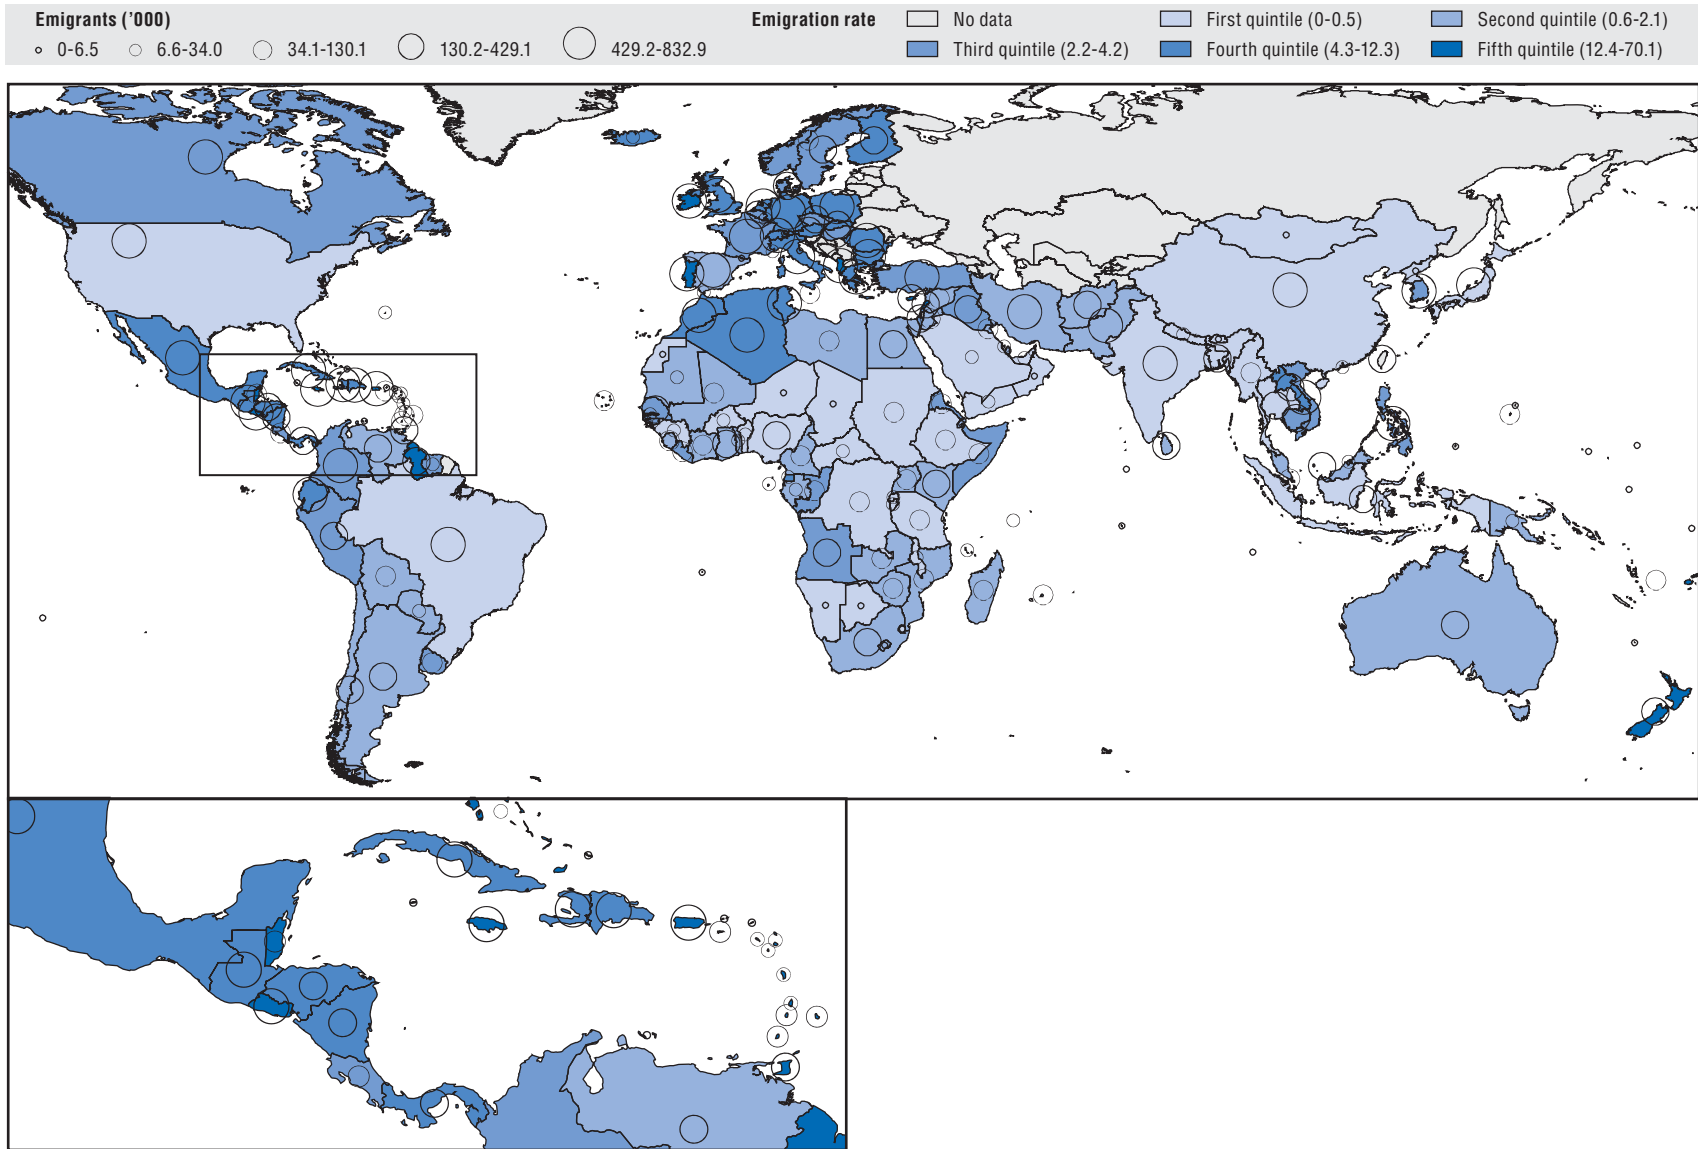 Emigrants (’000)
0-6.5 6.6-34.0 34.1-130.1 130.2-429.1 429.2-832.9
Emigration rate No data First quintile (0-0.5) Second quintile (0.6-2.1)
Third quintile (2.2-4.2) Fourth quintile (4.3-12.3) Fifth quintile (12.4-70.1)